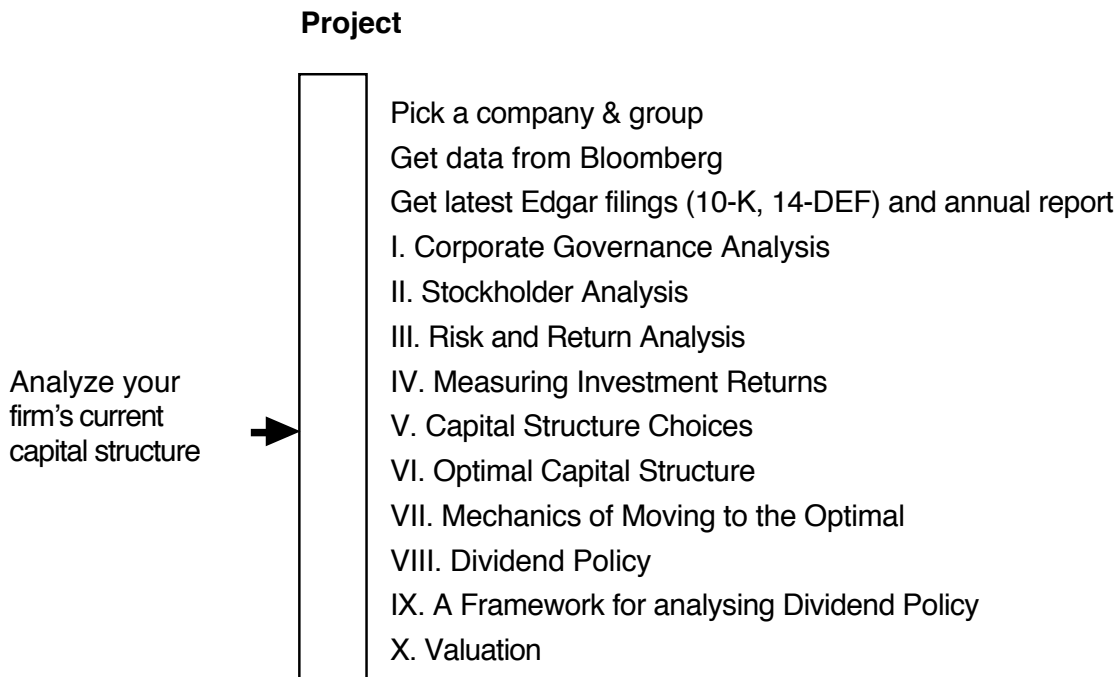 Project
Pick a company & group
Get data from Bloomberg
Get latest Edgar filings (10-K, 14-DEF) and annual report
I. Corporate Governance Analysis
II. Stockholder Analysis
III. Risk and Return Analysis
IV. Measuring Investment Returns
V. Capital Structure Choices
VI. Optimal Capital Structure
VII. Mechanics of Moving to the Optimal
VIII. Dividend Policy
IX. A Framework for analysing Dividend Policy
X. Valuation
Analyze your
firm's current
capital structure